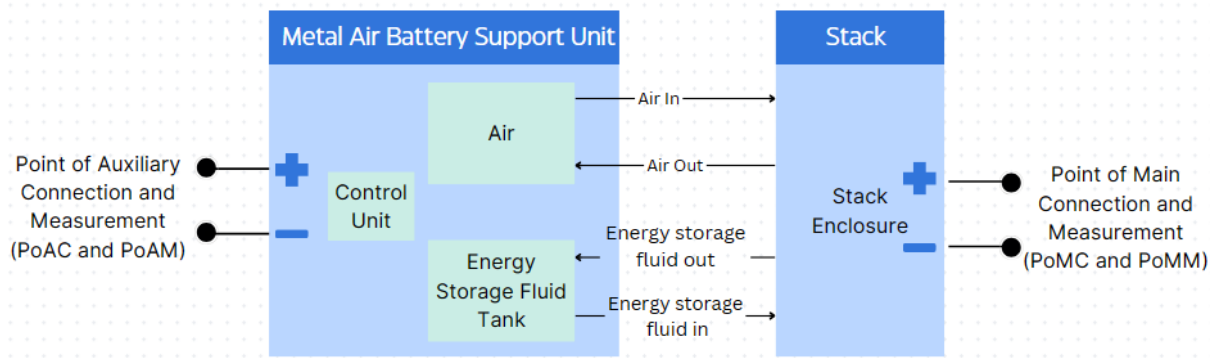 Metal Air Battery Support Unit
Stack
Air
Air In
Air Out
Point of Auxiliary
Connection and
Measurement
(PoAC and PoAM)
Control
Unit
Stack
Enclosure
Point of Main
Connection and
Measurement
(PoMC and PoMM)
Energy
Storage Fluid
Tank
Energy storage
fluid out
Energy storage
fluid in